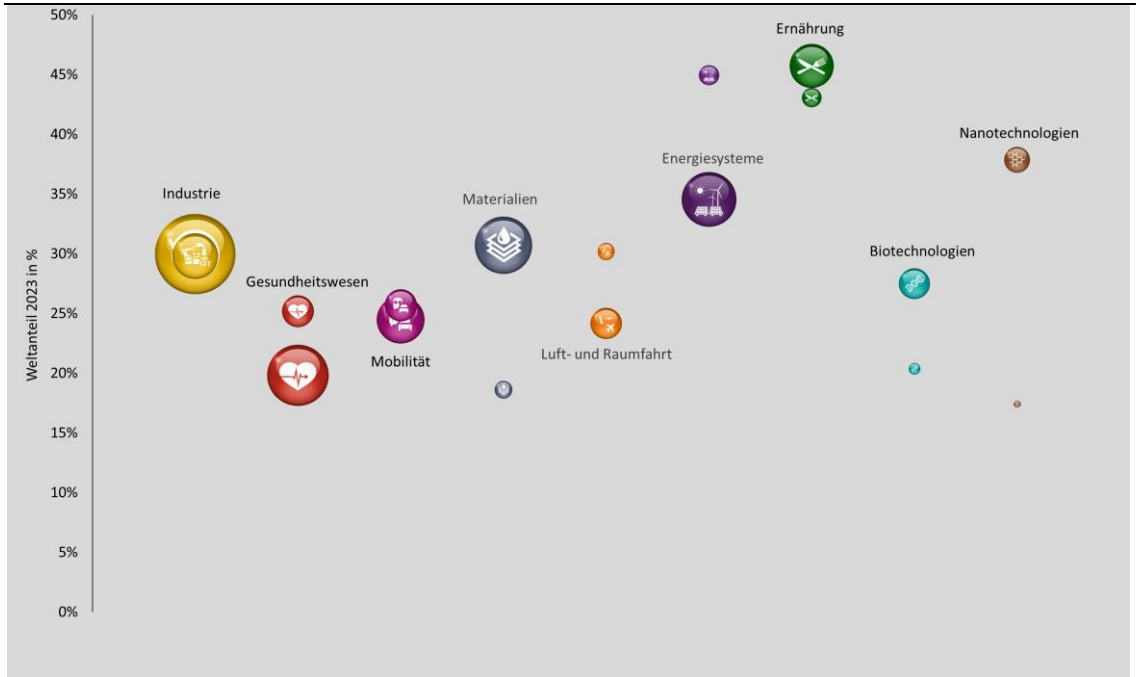 50%
Ernährung
45%
40%
Nanotechnologien
Energiesysteme
35%
Industrie
Materialien
30%
Biotechnologien
Gesundheitswesen
25%
Luft- und Raumfahrt
Mobilität
20%
15%
10%
5%
0%
Weltanteil 2023 in %